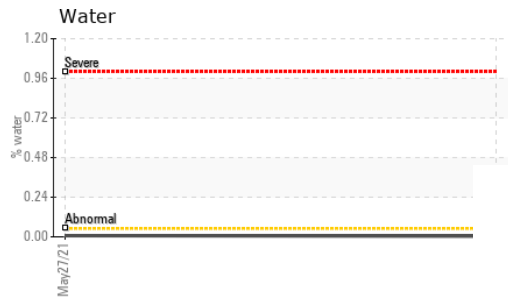 Water
1.20
Severe
0.96
0.72
% water
0.48
0.24
Abnormal
0.00
May27/21